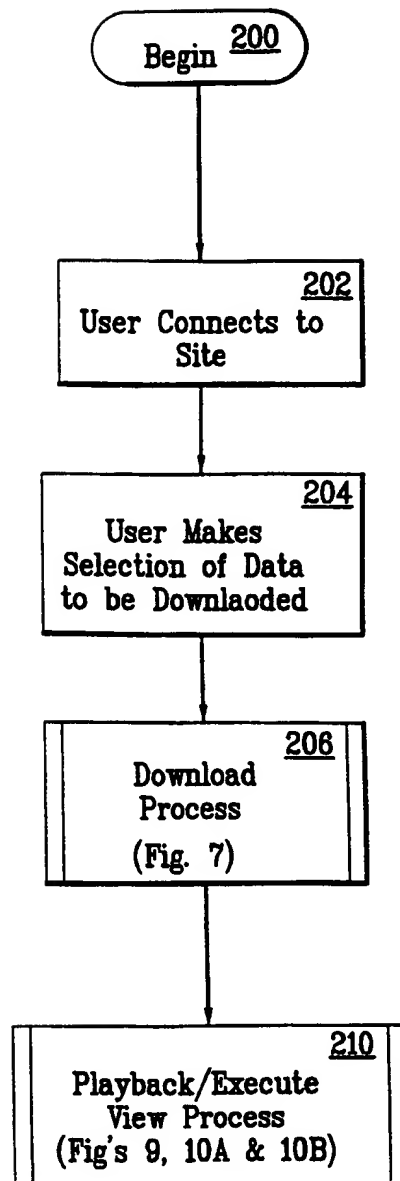 Begin 200
202
User Connects to
Site
204
User Makes
Selection of Data
to be Downlaoded
206
Download
Process
(Fig. 7)
210
Playback/Execute
View Process
(Fig's 9, 10A & 10B)